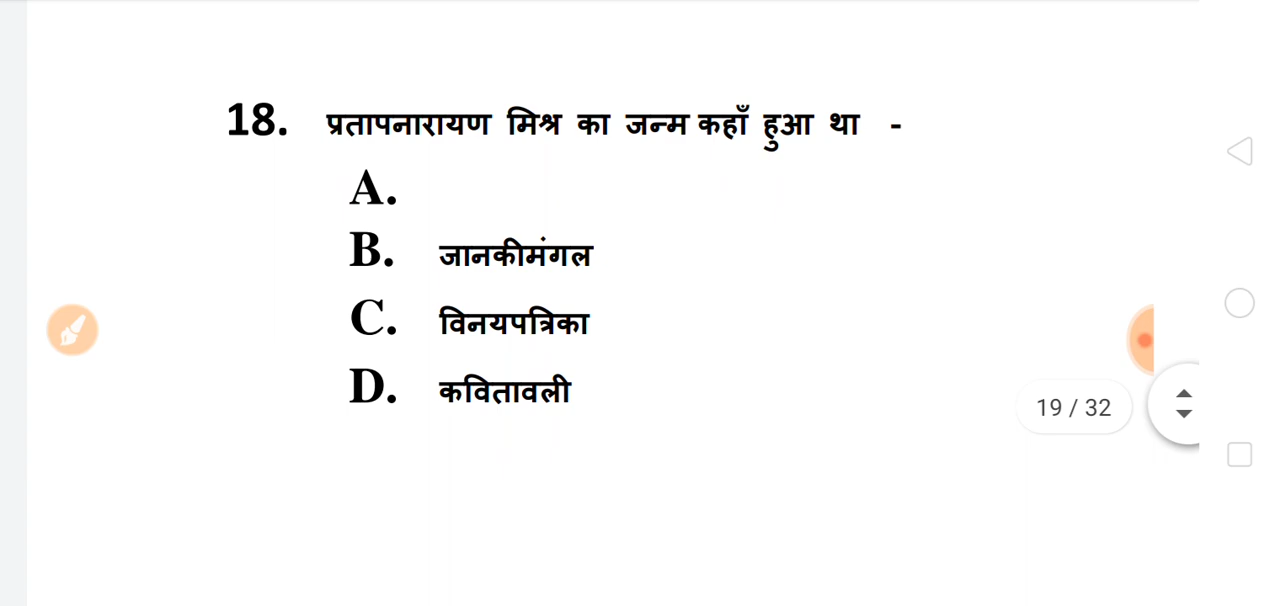 18. प्रतापनारायण मिश्र का जन्म कहाँ हुआ था -
A.
B. जानकीमंगल
C. विनयपत्रिका
D. कवितावली
19 / 32